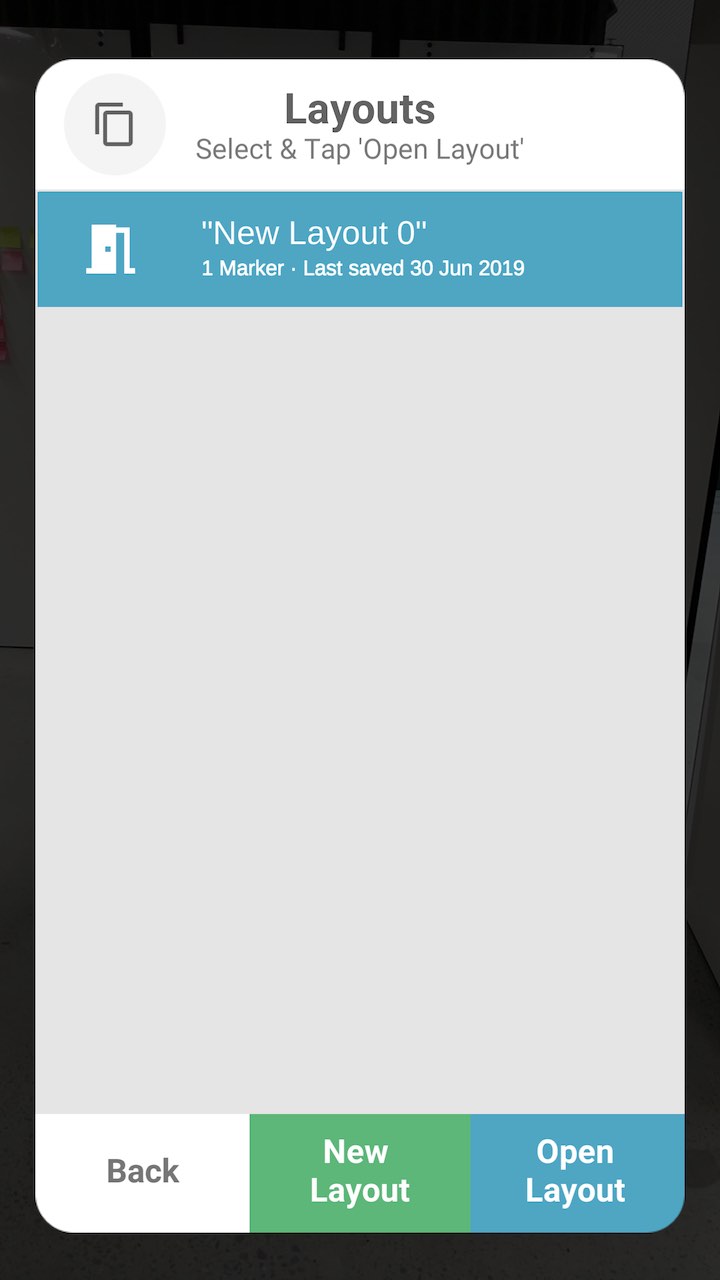 Layouts
Select & Tap 'Open Layout'
"New Layout 0"
1 Marker · Last saved 30 Jun 2019
Back
New
Layout
Open
Layout